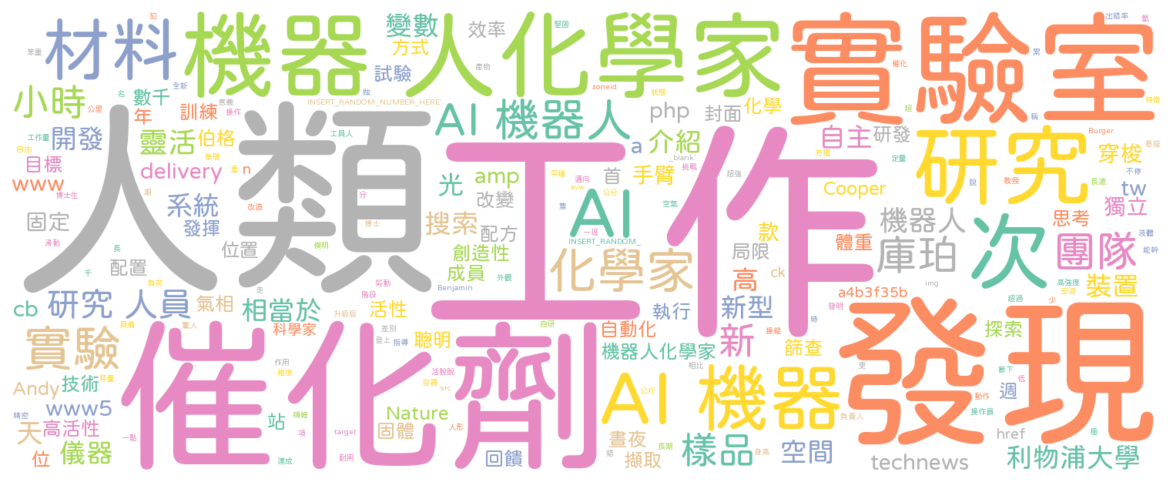 材料
機器人化學家
實驗室
變數
效率
方式
試驗
小時
數千
年
訓練
INSERT_RANDOM_NUMBER_HERE'
AI 機器人
php
封面
化學
介紹
a
自主
研發
人類
工作
開發
靈活
伯格
目標
delivery
n
www
amp
光
首
手臂
_blank'
研究
穿梭
Burger
Cooper
tw
獨立
系統
發揮
改變
AI
款
思考
固定
位置
搜索
配方
INSERT_RANDOM_
局限
體重
機器人
庫珀
次
團隊
配置
創造性
成員
化學家
高
ck
cb
研究 人員
氣相
相當於
活性
Benjamin
執行
新型
a4b3f35b
img
裝置
實驗
催化劑
科學家
聰明
自動化
機器人化學家
新
篩查
發現
探索
Andy
技術
AI 機器
週
www5
高活性
站
Nature
src
天
固體
target
畫夜
樣品
空間
href
位
儀器
回饋
擷取
technews
利物浦大學